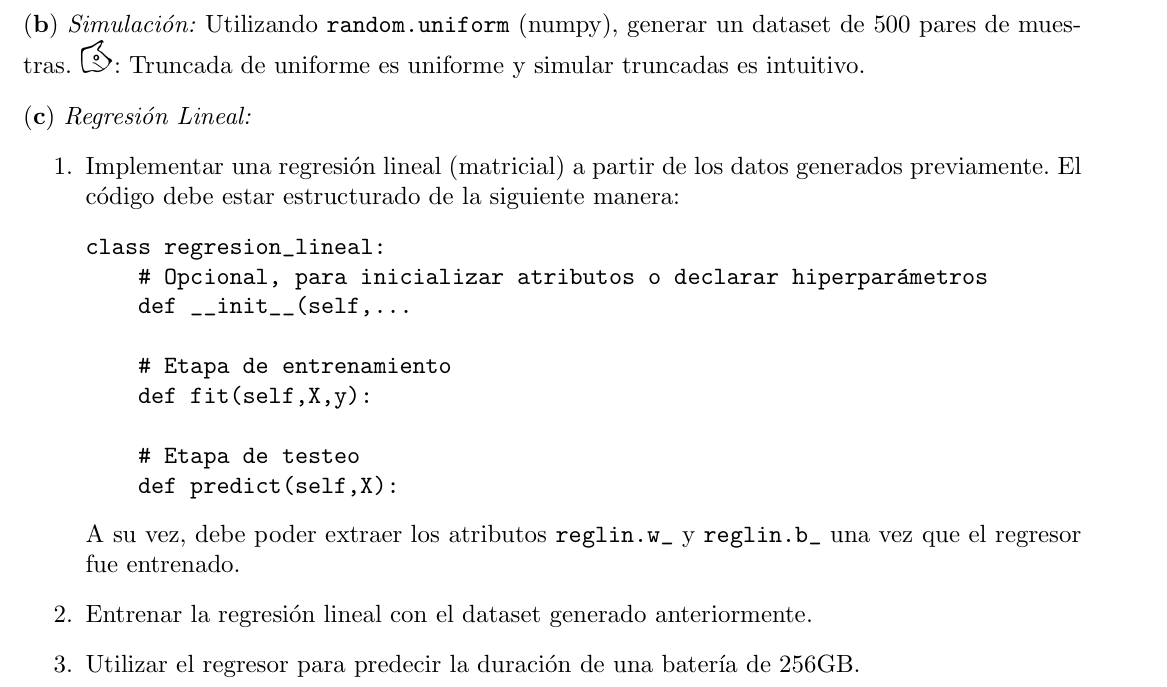 (b) Simulación: Utilizando random.uniform (numpy), generar un dataset de 500 pares de mues-
tras. : Truncada de uniforme es uniforme y simular truncadas es intuitivo.
(c) Regresión Lineal:
1. Implementar una regresión lineal (matricial) a partir de los datos generados previamente. El
código debe estar estructurado de la siguiente manera:
class regresion_lineal:
# Opcional, para inicializar atributos o declarar hiperparámetros
def __init__(self,...
# Etapa de entrenamiento
def fit(self,X,y):
# Etapa de testeo
def predict(self,X):
A su vez, debe poder extraer los atributos reglin.w_ y reglin.b_ una vez que el regresor
fue entrenado.
2. Entrenar la regresión lineal con el dataset generado anteriormente.
3. Utilizar el regresor para predecir la duración de una batería de 256GB.